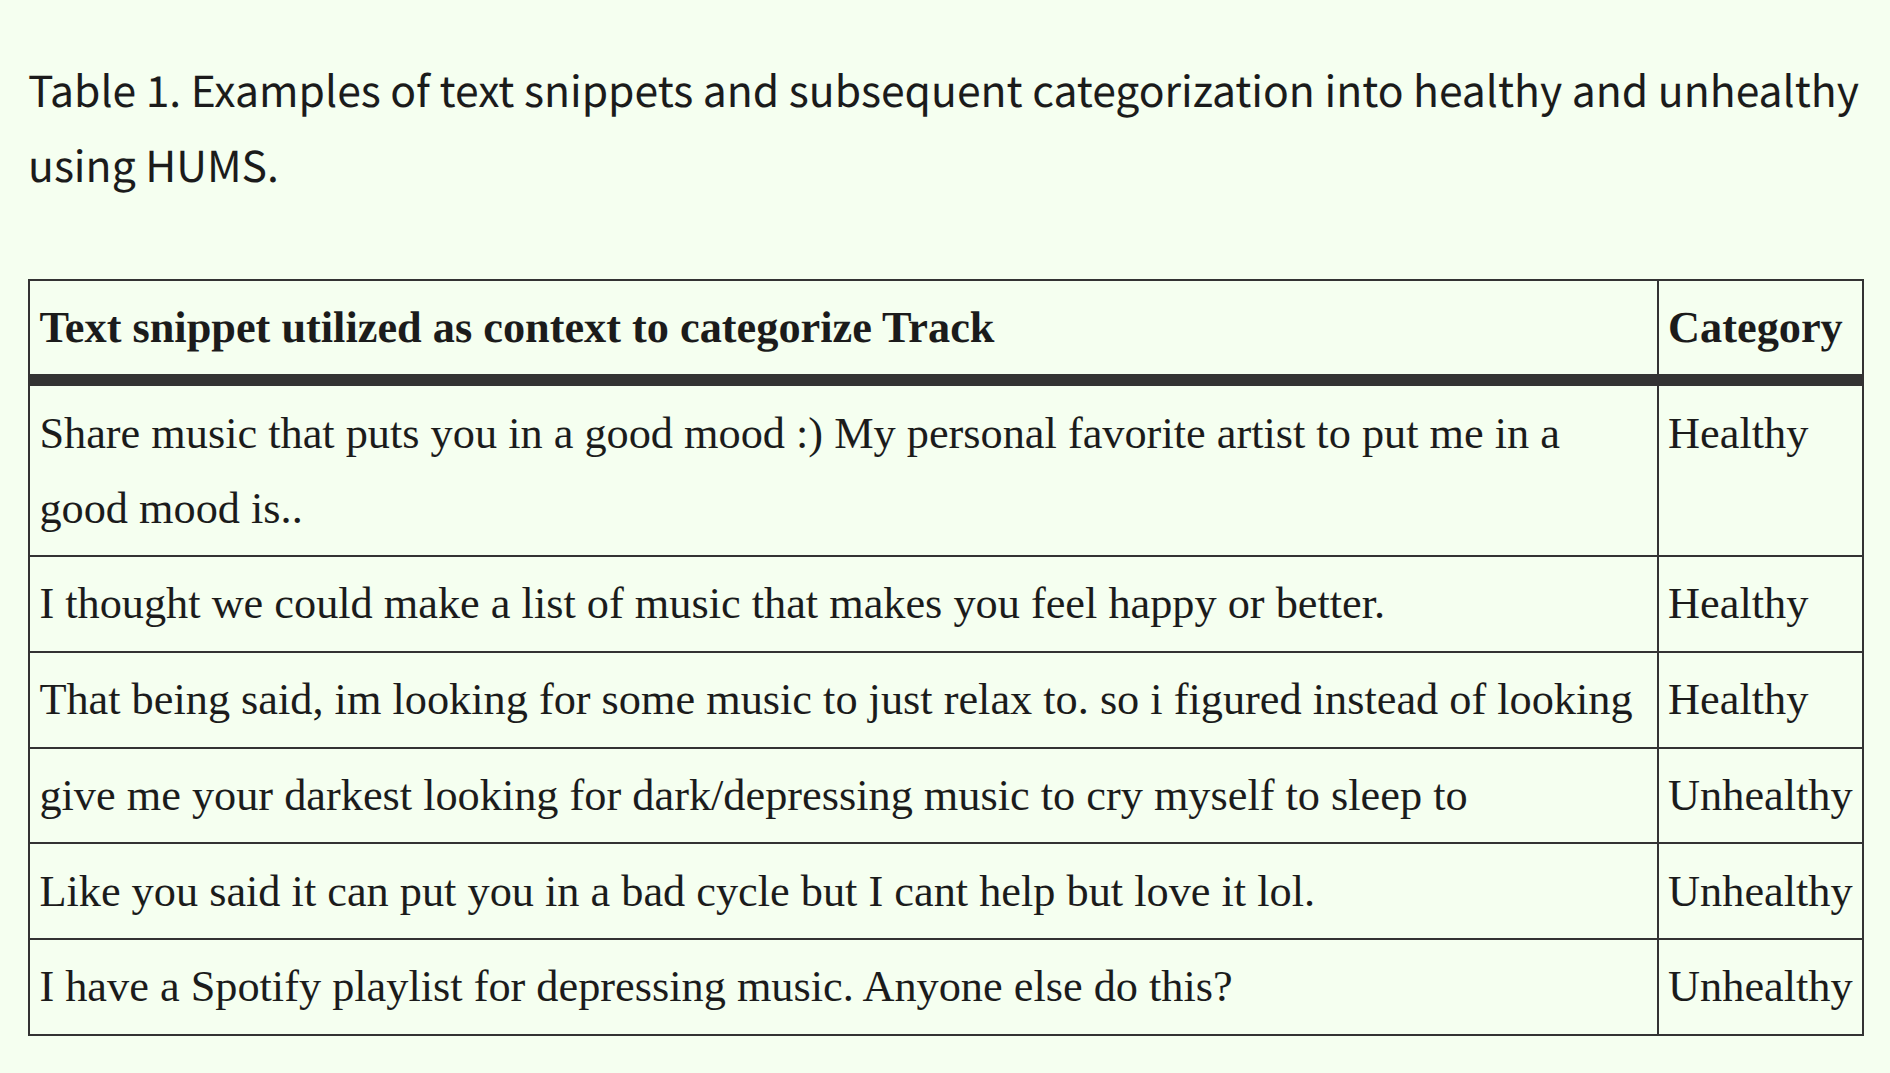 Table 1. Examples of text snippets and subsequent categorization into healthy and unhealthy
using HUMS.
Text snippet utilized as context to categorize Track Category
Share music that puts you in a good mood :) My personal favorite artist to put me in a Healthy
good mood is..
I thought we could make a list of music that makes you feel happy or better. Healthy
That being said, im looking for some music to just relax to. so i figured instead of looking Healthy
give me your darkest looking for dark/depressing music to cry myself to sleep to Unhealthy
Like you said it can put you in a bad cycle but I cant help but love it lol. Unhealthy
I have a Spotify playlist for depressing music. Anyone else do this? Unhealthy